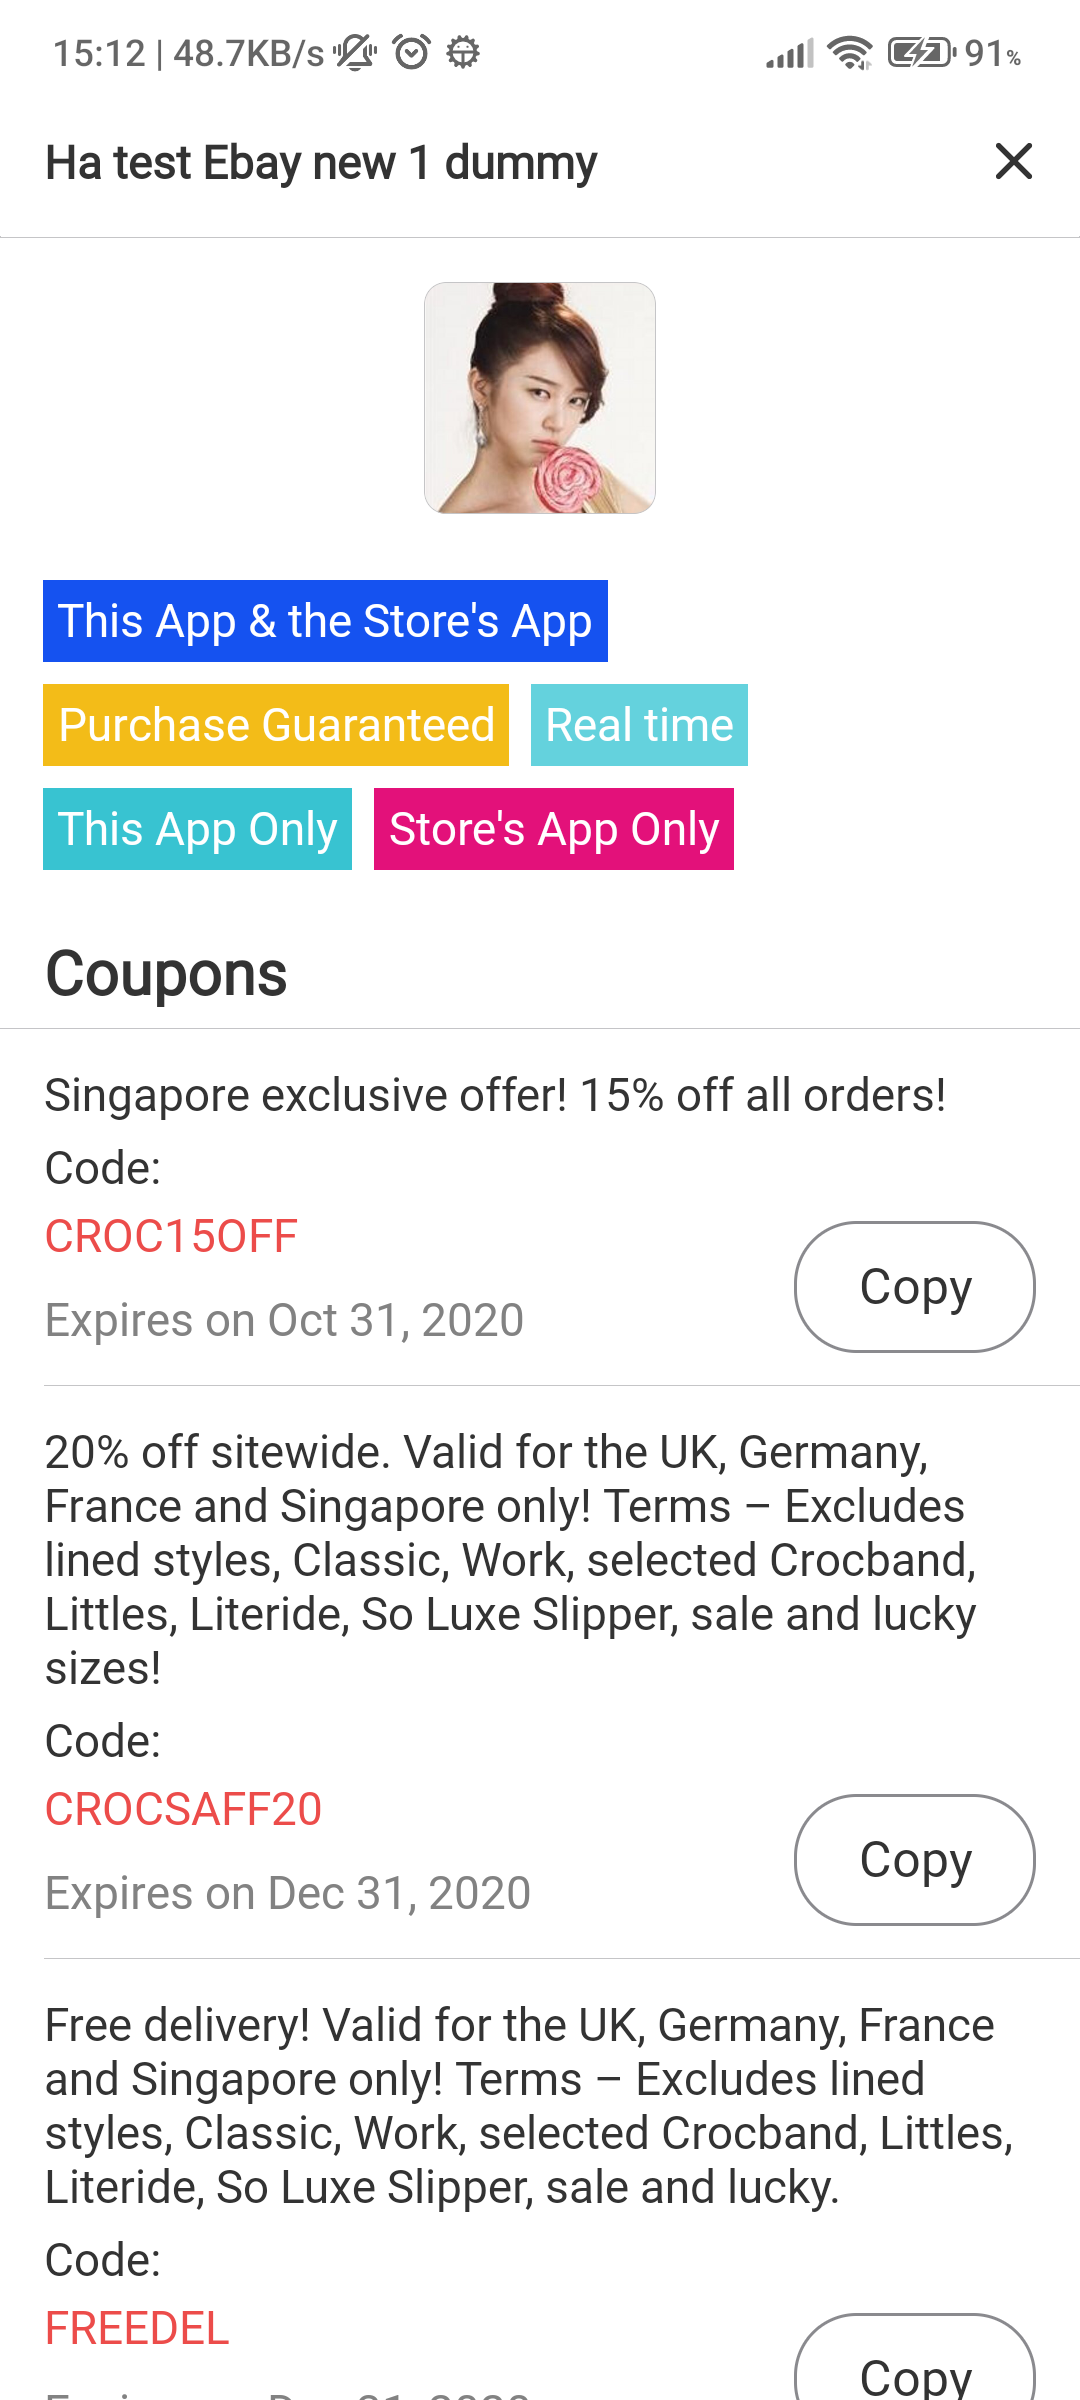 15:12 | 48.7KB/s 91%
Ha test Ebay new 1 dummy
This App & the Store's App
Purchase Guaranteed Real time
This App Only Store's App Only
Coupons
Singapore exclusive offer! 15% off all orders!
Code:
CROC15OFF
Copy
Expires on Oct 31, 2020
20% off sitewide. Valid for the UK, Germany,
France and Singapore only! Terms – Excludes
lined styles, Classic, Work, selected Crocband,
Littles, Literide, So Luxe Slipper, sale and lucky
sizes!
Code:
CROCSAFF20
Copy
Expires on Dec 31, 2020
Free delivery! Valid for the UK, Germany, France
and Singapore only! Terms – Excludes lined
styles, Classic, Work, selected Crocband, Littles,
Literide, So Luxe Slipper, sale and lucky.
Code:
FREEDEL
Copy